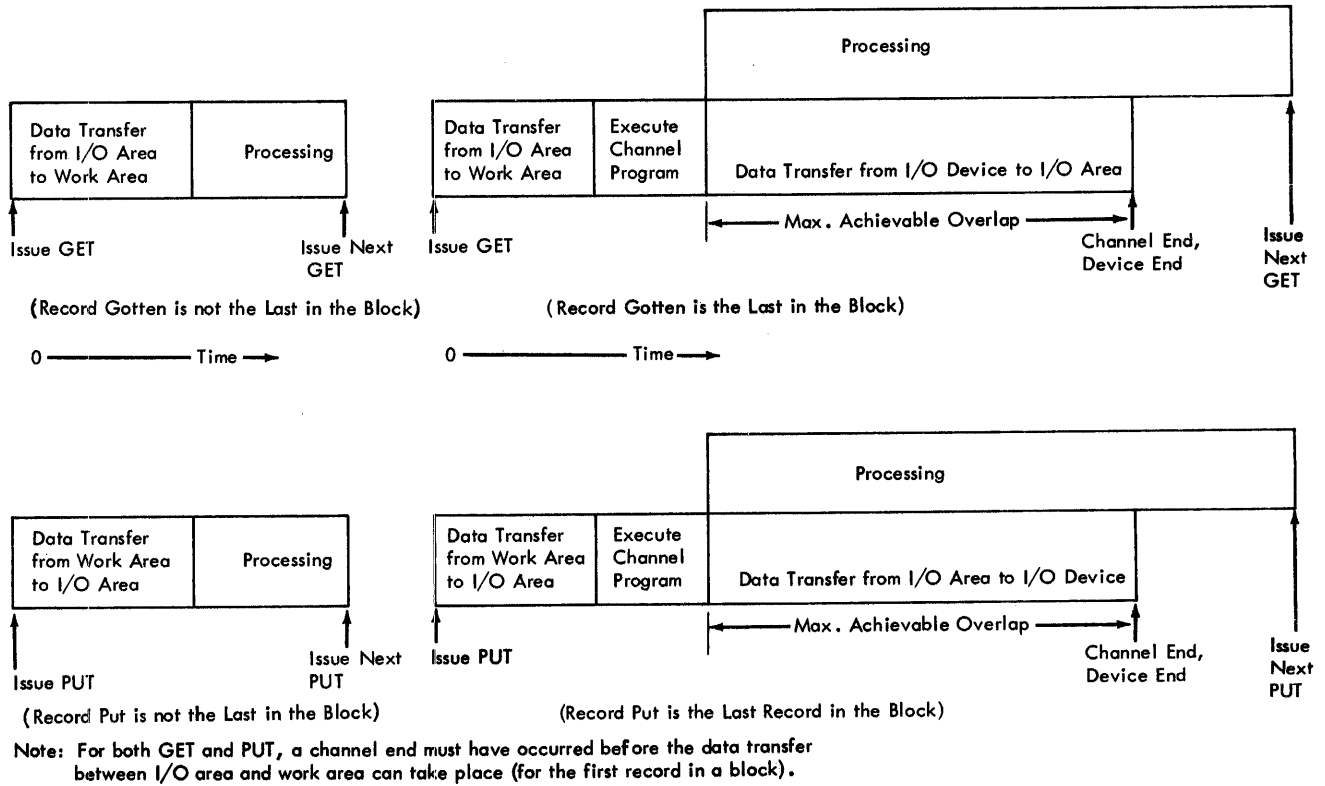 Processing
Data Transfer
from I/O Area
to Work Area
Processing
Data Transfer
from I/O Area
to Work Area
Execute
Channel
Program
Data Transfer from I/O Device to I/O Area
Max. Achievable Overlap
Issue GET
Issue Next
GET
Issue GET
Channel End,
Device End
Issue
Next
GET
(Record Gotten is not the Last in the Block)
(Record Gotten is the Last in the Block)
0 Time
0 Time
Processing
Data Transfer
from Work Area
to I/O Area
Processing
Data Transfer
from Work Area
to I/O Area
Execute
Channel
Program
Data Transfer from I/O Area to I/O Device
Max. Achievable Overlap
Issue PUT
Issue Next
PUT
Issue PUT
Channel End,
Device End
Issue
Next
PUT
(Record Put is not the Last in the Block)
(Record Put is the Last Record in the Block)
Note: For both GET and PUT, a channel end must have occurred before the data transfer
between I/O area and work area can take place (for the first record in a block).